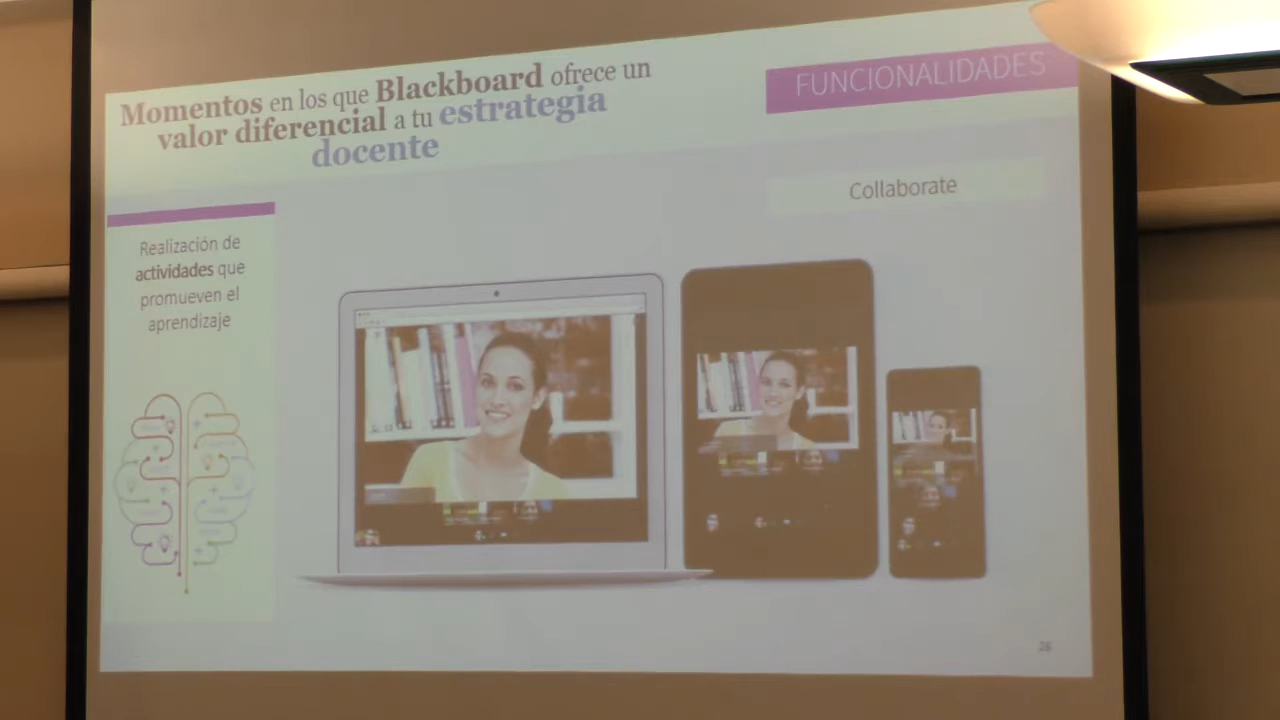 Momentos en los que Blackboard ofrece un
valor diferencial a tu estrategia
docente
FUNCIONALIDADES
Collaborate
Realización de
actividades que
promueven el
aprendizaje
26